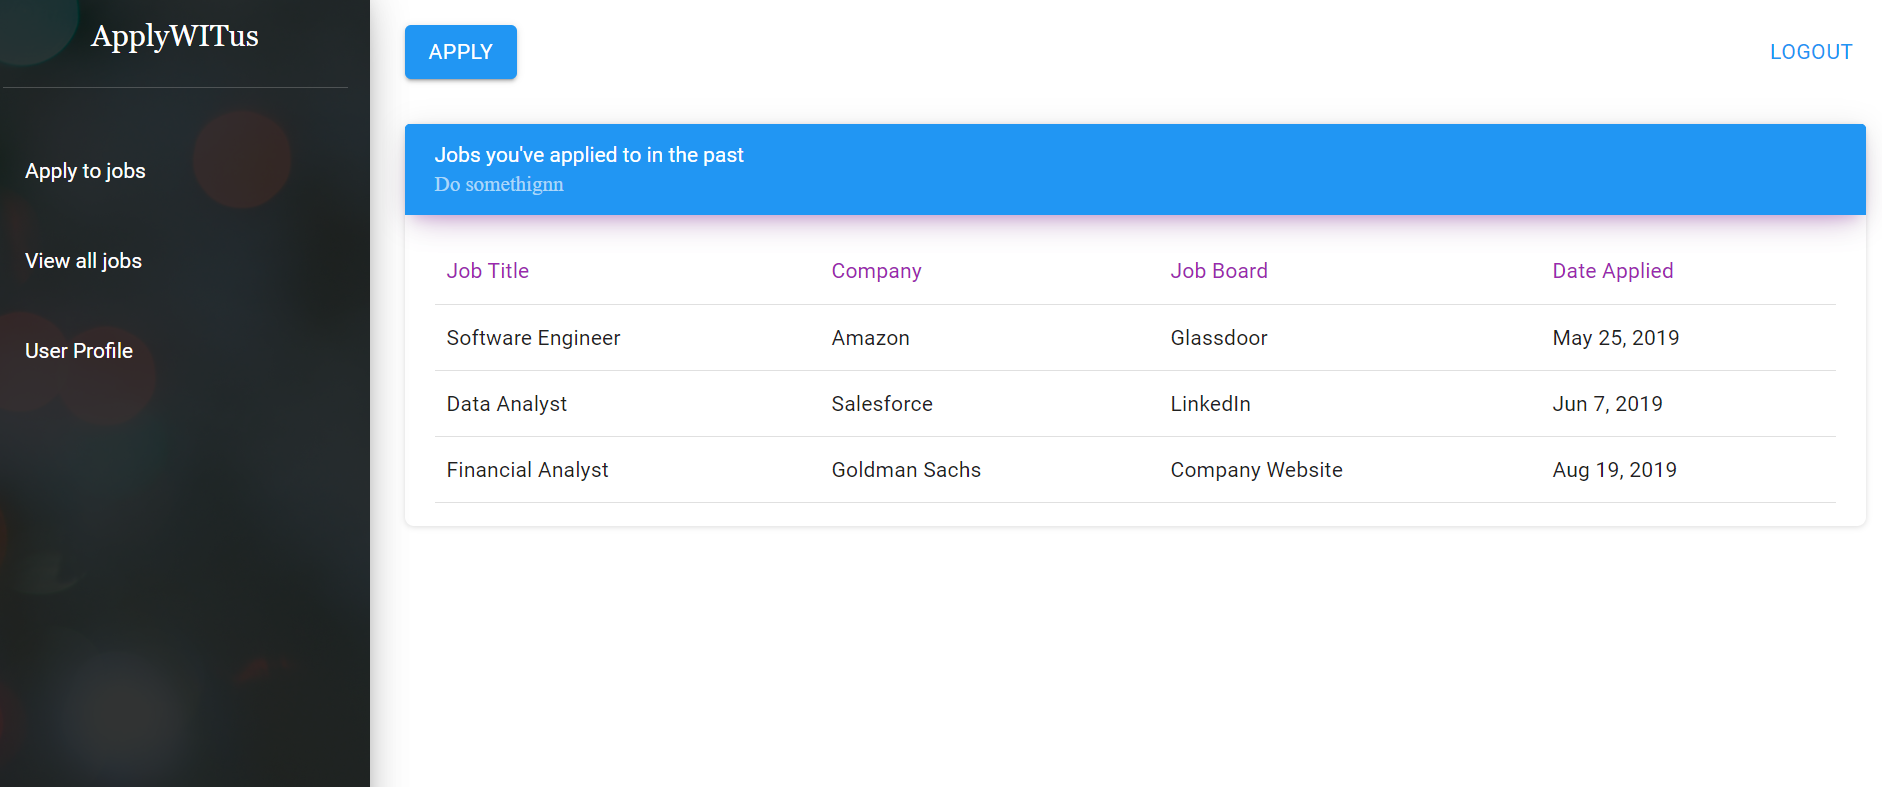 ApplyWITus
APPLY
LOGOUT
Apply to jobs
View all jobs
User Profile
Jobs you've applied to in the past
Do somethignn
Job Title Company Job Board Date Applied
Software Engineer Amazon Glassdoor May 25, 2019
Data Analyst Salesforce LinkedIn Jun 7, 2019
Financial Analyst Goldman Sachs Company Website Aug 19, 2019